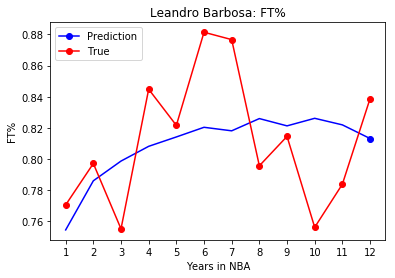 Leandro Barbosa: FT%
Prediction
True
FT%
0.88
0.86
0.84
0.82
0.80
0.78
0.76
1 2 3 4 5 6 7 8 9 10 11 12
Years in NBA